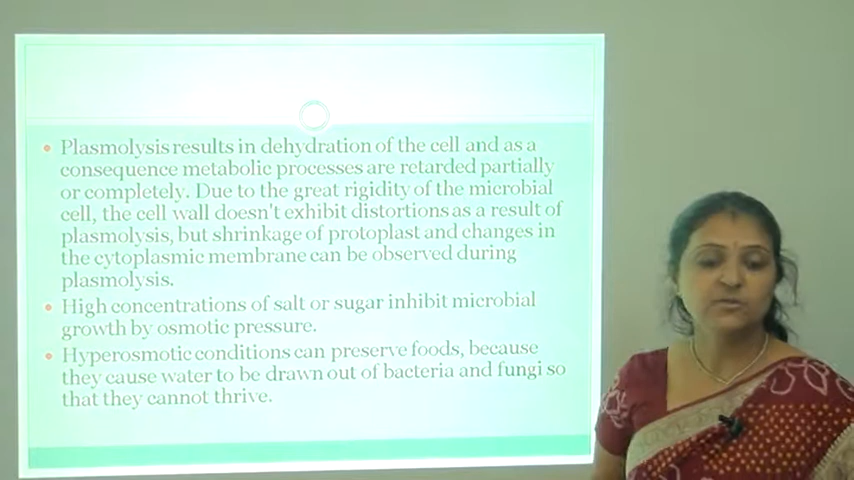 Plasmolysis results in dehydration of the cell and as a
consequence metabolic processes are retarded partially
or completely. Due to the great rigidity of the microbial
cell, the cell wall doesn't exhibit distortions as a result of
plasmolysis, but shrinkage of protoplast and changes in
the cytoplasmic membrane can be observed during
plasmolysis.
High concentrations of salt or sugar inhibit microbial
growth by osmotic pressure.
Hyperosmotic conditions can preserve foods, because
they cause water to be drawn out of bacteria and fungi so
that they cannot thrive.